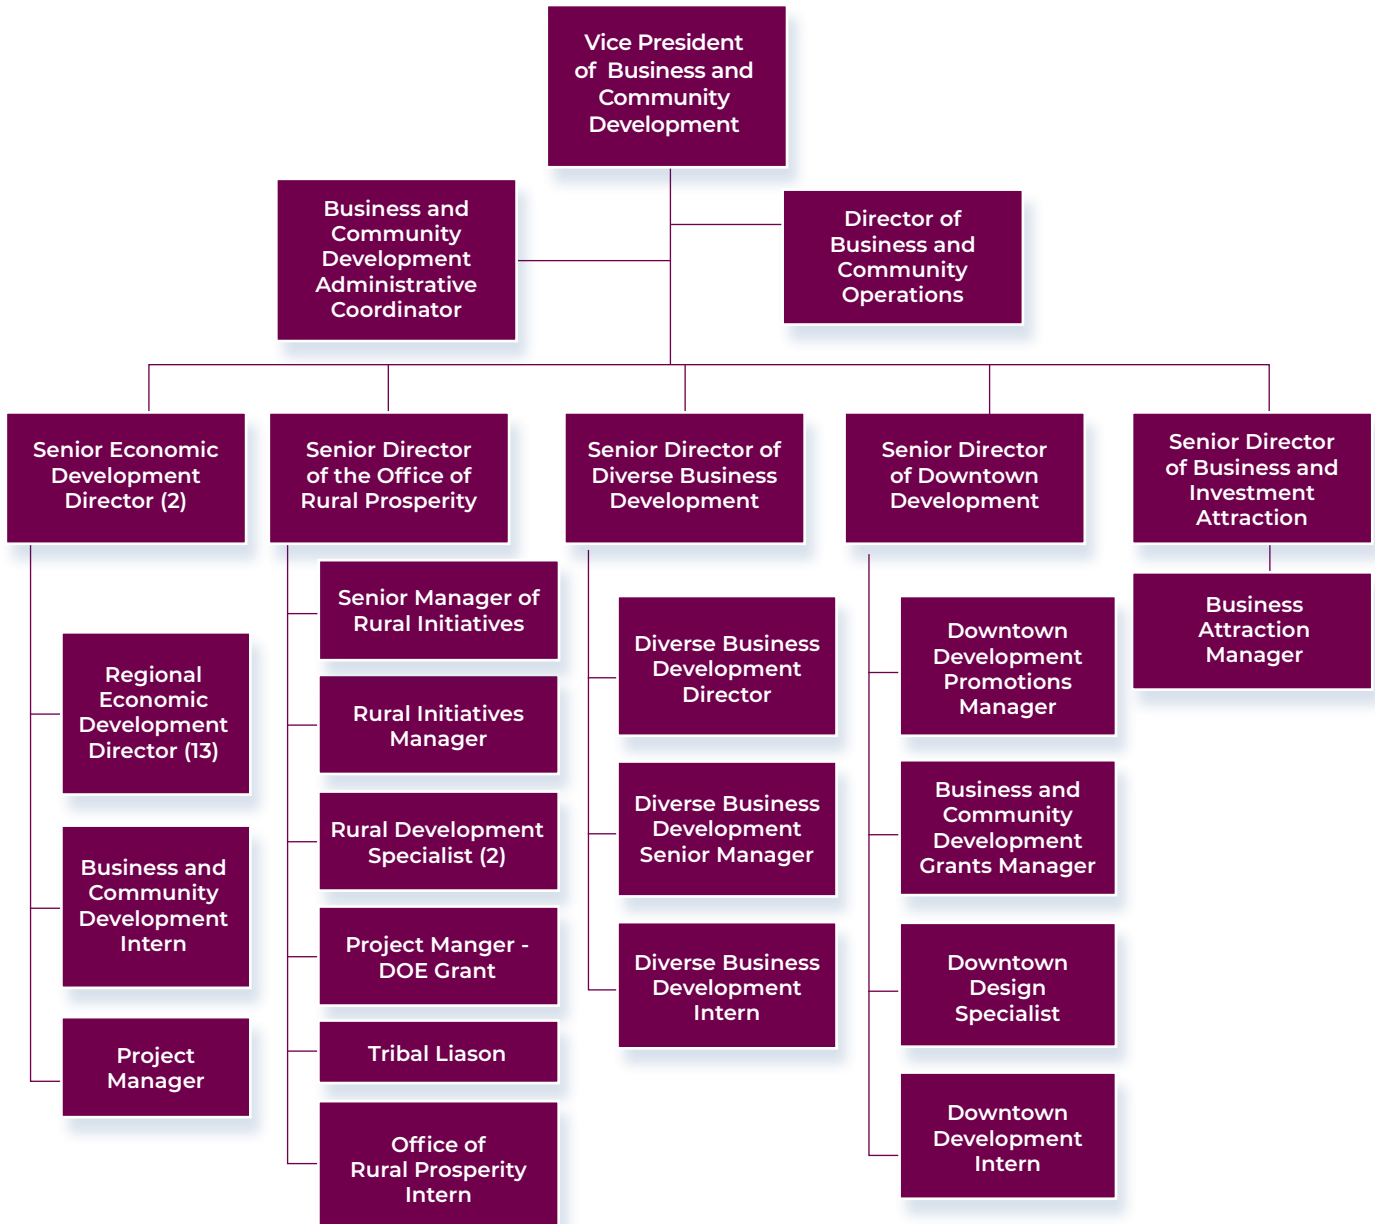 Vice President
of Business and
Community
Development
Business and
Community
Development
Administrative
Coordinator
Director of
Business and
Community
Operations
Senior Economic
Development
Director (2)
Senior Director
of the Office of
Rural Prosperity
Senior Director of
Diverse Business
Development
Senior Director
of Downtown
Development
Senior Director
of Business and
Investment
Attraction
Regional
Economic
Development
Director (13)
Business and
Community
Development
Intern
Project
Manager
Senior Manager of
Rural Initiatives
Rural Initiatives
Manager
Rural Development
Specialist (2)
Project Manger -
DOE Grant
Tribal Liason
Office of
Rural Prosperity
Intern
Diverse Business
Development
Director
Diverse Business
Development
Senior Manager
Diverse Business
Development
Intern
Downtown
Development
Promotions
Manager
Business and
Community
Development
Grants Manager
Downtown
Design
Specialist
Downtown
Development
Intern
Business
Attraction
Manager